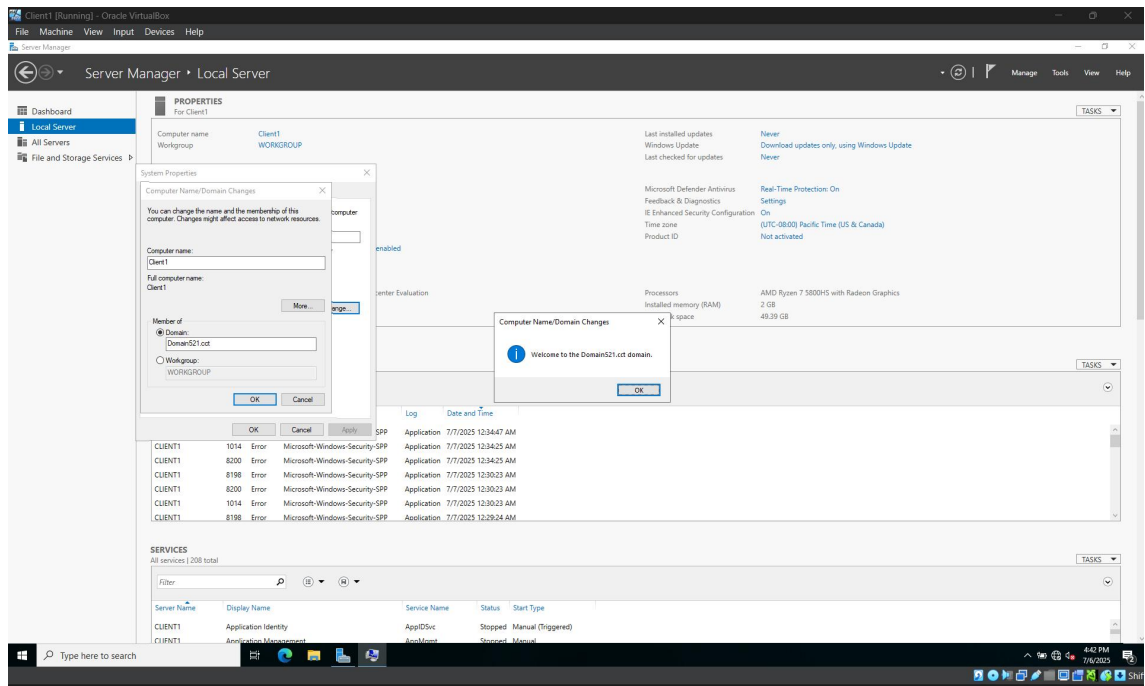 Client1 [Running] - Oracle VirtualBox
File Machine View Input Devices Help
Server Manager
Server Manager • Local Server
Manage Tools View Help
Dashboard
Local Server
All Servers
File and Storage Services
PROPERTIES
For Client1
TASKS
Computer name Client1
Workgroup WORKGROUP
Last installed updates Never
Windows Update Download updates only, using Windows Update
Last checked for updates Never
Microsoft Defender Antivirus Real-Time Protection: On
Feedback & Diagnostics Settings
IE Enhanced Security Configuration On
Time zone (UTC-08:00) Pacific Time (US & Canada)
Product ID Not activated
enabled
Evaluation
Processors AMD Ryzen 7 5800HS with Radeon Graphics
Installed memory (RAM) 2 GB
space 49.39 GB
System Properties
computer
OK Cancel Apply
Computer Name/Domain Changes
You can change the name and the membership of this
computer. Changes might affect access to network resources.
Computer name:
Client1
Full computer name:
Client1
More...
Member of
Domain:
Domain521.cct
Workgroup:
WORKGROUP
OK Cancel
Computer Name/Domain Changes
Welcome to the Domain521.cct domain.
OK
TASKS
Log Date and Time
SPP Application 7/7/2025 12:34:47 AM
CLIENT1 1014 Error Microsoft-Windows-Security-SPP Application 7/7/2025 12:34:25 AM
CLIENT1 8200 Error Microsoft-Windows-Security-SPP Application 7/7/2025 12:34:25 AM
CLIENT1 8198 Error Microsoft-Windows-Security-SPP Application 7/7/2025 12:30:23 AM
CLIENT1 8200 Error Microsoft-Windows-Security-SPP Application 7/7/2025 12:30:23 AM
CLIENT1 1014 Error Microsoft-Windows-Security-SPP Application 7/7/2025 12:30:23 AM
CLIENT1 8198 Error Microsoft-Windows-Security-SPP Application 7/7/2025 12:29:24 AM
SERVICES
All services | 208 total
TASKS
Filter
Server Name Display Name Service Name Status Start Type
CLIENT1 Application Identity AppIDSvc Stopped Manual (Triggered)
CLIENT1 Application Management AppMgmt Stopped Manual
Type here to search
4:42 PM
7/6/2025
2